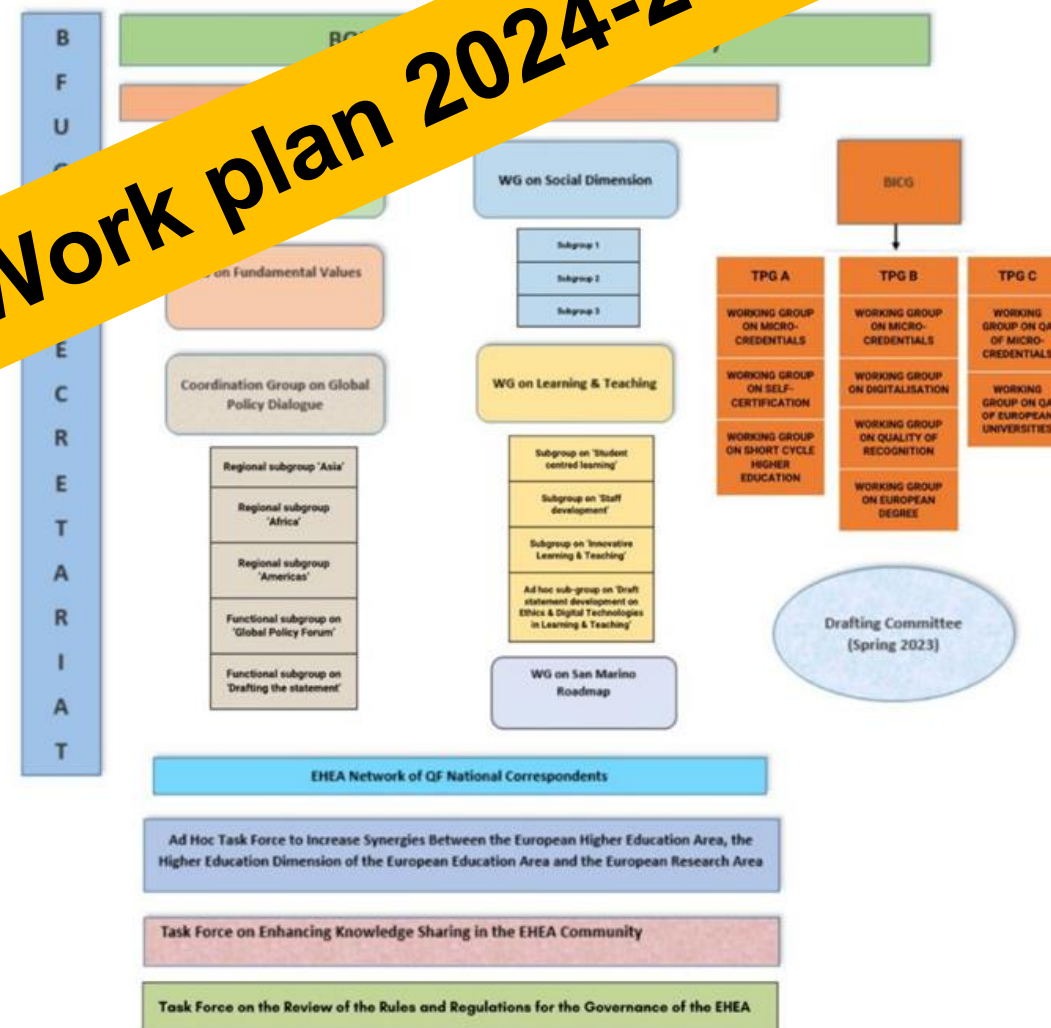 Work plan 2024-2
B
F
U
E
C
R
E
T
A
R
I
A
T
WG on Social Dimension
Subgroup 1
Subgroup 2
Subgroup 3
on Fundamental Values
Coordination Group on Global
Policy Dialogue
Regional subgroup 'Asia'
Regional subgroup
'Africa'
Regional subgroup
'Americas'
Functional subgroup on
'Global Policy Forum'
Functional subgroup on
'Drafting the statement'
WG on Learning & Teaching
Subgroup on 'Student
centred learning'
Subgroup on 'Staff
development'
Subgroup on 'Innovative
Learning & Teaching'
Ad hoc sub-group on 'Draft
statement development on
Ethics & Digital Technologies
in Learning & Teaching'
WG on San Marino
Roadmap
BICG
TPG A
WORKING GROUP
ON MICRO-
CREDENTIALS
WORKING GROUP
ON SELF-
CERTIFICATION
WORKING GROUP
ON SHORT CYCLE
HIGHER
EDUCATION
TPG B
WORKING GROUP
ON MICRO-
CREDENTIALS
WORKING GROUP
ON DIGITALISATION
WORKING GROUP
ON QUALITY OF
RECOGNITION
WORKING GROUP
ON EUROPEAN
DEGREE
TPG C
WORKING
GROUP ON QA
OF MICRO-
CREDENTIALS
WORKING
GROUP ON QA
OF EUROPEAN
UNIVERSITIES
Drafting Committee
(Spring 2023)
EHEA Network of QF National Correspondents
Ad Hoc Task Force to Increase Synergies Between the European Higher Education Area, the
Higher Education Dimension of the European Education Area and the European Research Area
Task Force on Enhancing Knowledge Sharing in the EHEA Community
Task Force on the Review of the Rules and Regulations for the Governance of the EHEA